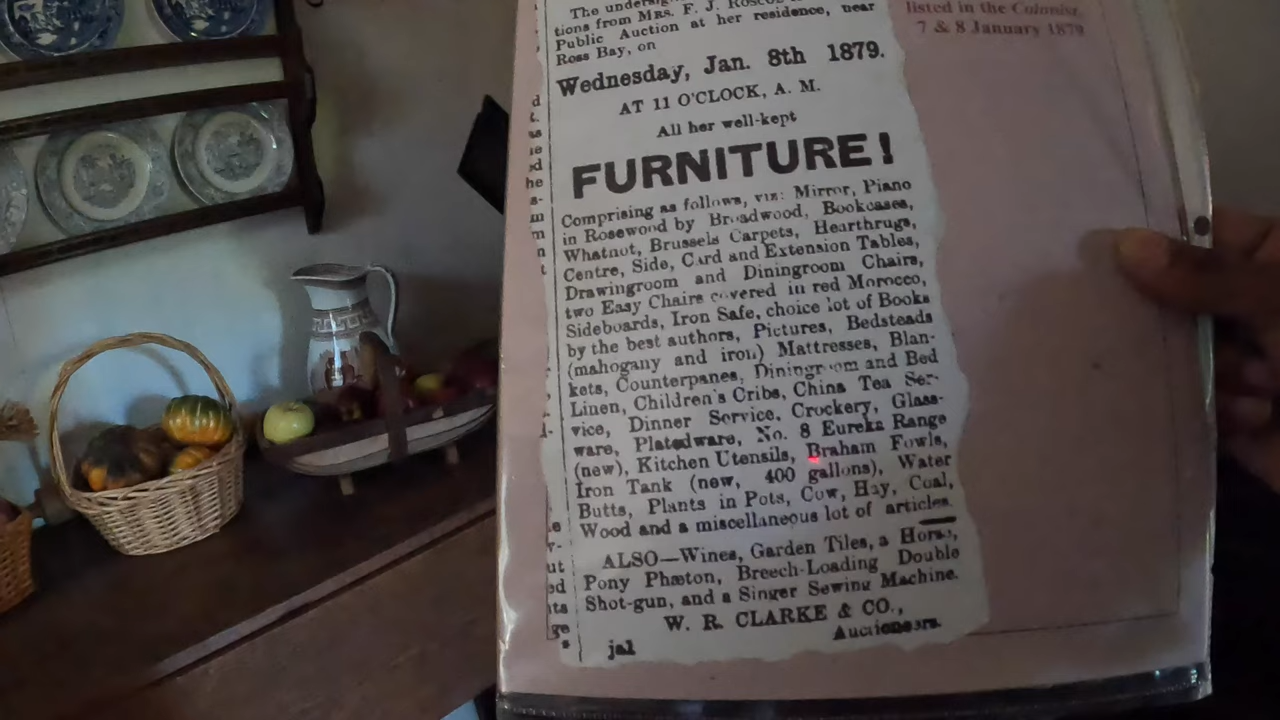 The undersig
tions from MRS. F. J. ROSCOE
Public Auction at her residence, near
Ross Bay, on
Wednesday, Jan. 8th 1879.
AT 11 O'CLOCK, A. M.
All her well-kept
FURNITURE!
Comprising as follows, viz: Mirror, Piano
in Rosewood by Broadwood, Bookcases,
Whatnot, Brussels Carpets, Hearthrugs,
Centre, Side, Card and Extension Tables,
Drawingroom and Diningroom Chairs,
two Easy Chairs covered in red Morocco,
Sideboards, Iron Safe, choice lot of Books
by the best authors, Pictures, Bedsteads
(mahogany and iron) Mattresses, Blan-
kets, Counterpanes, Diningroom and Bed
Linen, Children's Cribs, China Tea Ser-
vice, Dinner Service. Crockery, Glass-
ware, Platedware, No. 8 Eureka Range
(new), Kitchen Utensils, Braham Fowls,
Iron Tank (new, 400 gallons), Water
Butts, Plants in Pots, Cow, Hay, Coal,
Wood and a miscellaneous lot of articles.
ALSO—Wines, Garden Tiles, a Horse,
Pony Phæton, Breech-Loading Double
Shot-gun, and a Singer Sewing Machine.
W. R. CLARKE & CO.,
Auctioneers.
ja1
listed in the Colonist,
7 & 8 January 1879